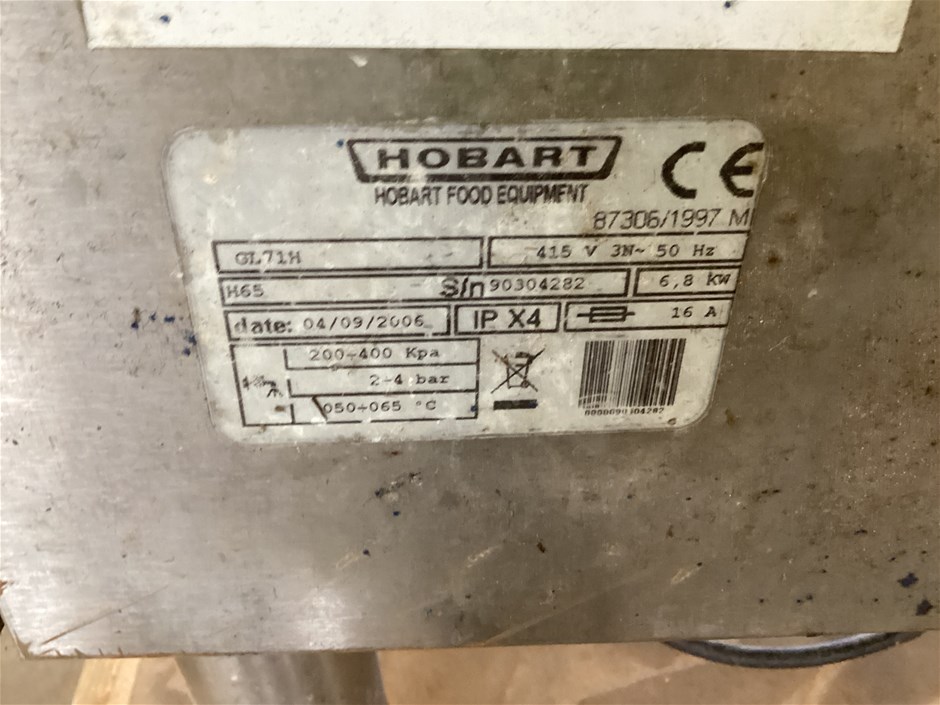 HOBART
CE
HOBART FOOD EQUIPMENT
87306/1997 M
GL71H
415 V 3N~ 50 Hz
H65
S/n 90304282
6,8 kW
date: 04/09/2006
IP X4
16 A
200÷400 Kpa
2-4 bar
050÷065 °C
0000090304282